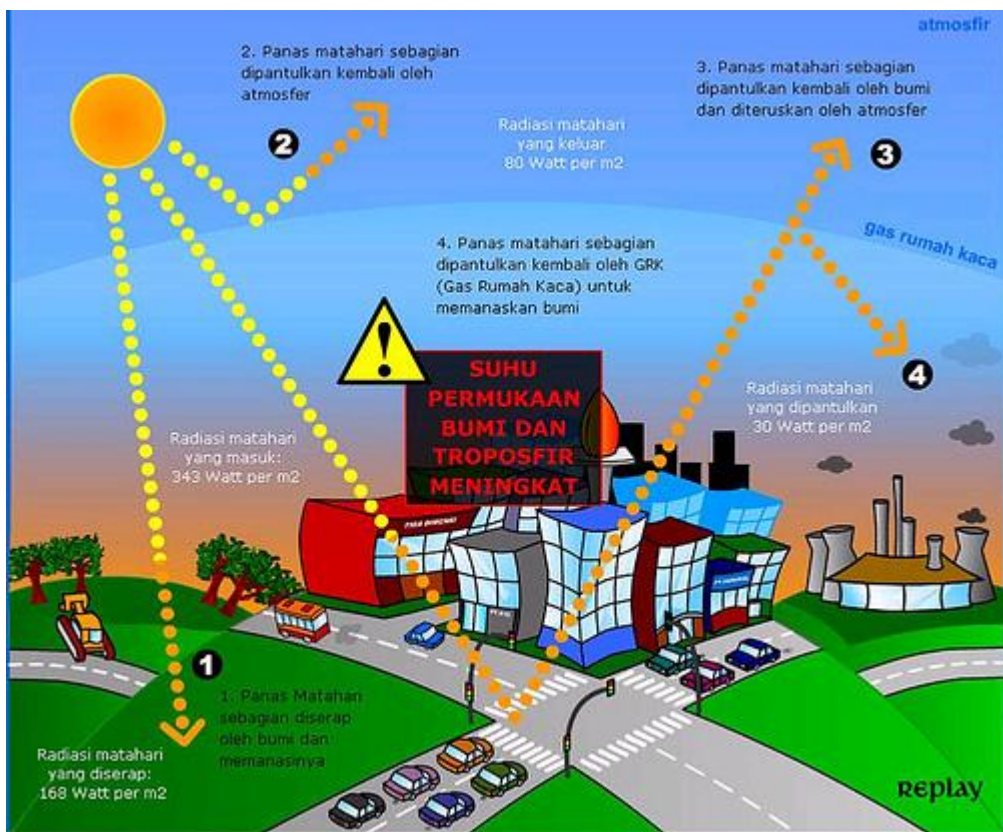 atmosfir
2. Panas matahari sebagian
dipantulkan kembali oleh
atmosfer
2
3. Panas matahari sebagian
dipantulkan kembali oleh bumi
dan diteruskan oleh atmosfer
3
Radiasi matahari
yang keluar
80 Watt per m2
gas rumah kaca
4. Panas matahari sebagian
dipantulkan kembali oleh GRK
(Gas Rumah Kaca) untuk
memanaskan bumi
!
SUHU
PERMUKAAN
BUMI DAN
TROPOSFIR
MENINGKAT
4
Radiasi matahari
yang dipantulkan
30 Watt per m2
Radiasi matahari
yang masuk:
343 Watt per m2
1
1. Panas Matahari
sebagian diserap
oleh bumi dan
memanasinya
Radiasi matahari
yang diserap:
168 Watt per m2
REPlay